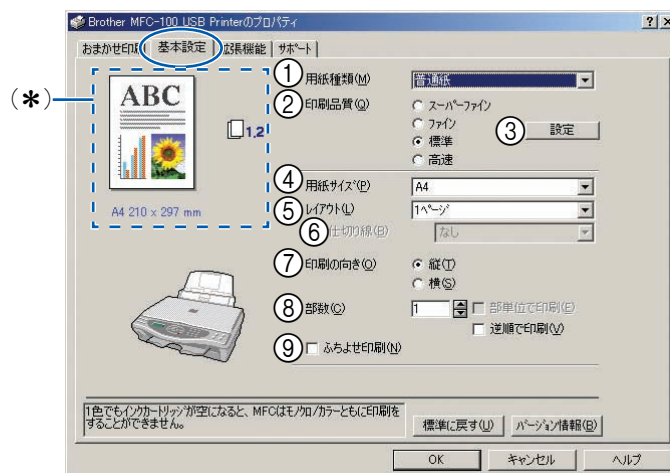 Brother MFC-100 USB Printerのプロパティ
おまかせ印刷 基本設定 拡張機能 サポート
(*)
ABC
1,2
A4 210 x 297 mm
① 用紙種類(M) 普通紙
② 印刷品質(Q) スーパーファイン
ファイン
③ 設定
標準
高速
④ 用紙サイズ(P) A4
⑤ レイアウト(L) 1ページ
⑥ 仕切り線(B) なし
⑦ 印刷の向き(O) 縦(T)
横(S)
⑧ 部数(C) 1 部単位で印刷(E)
逆順で印刷(V)
⑨ ふちよせ印刷(N)
1色でもインクカートリッジが空になると、MFCはモノクロ/カラーともに印刷を
することができません。
標準に戻す(U) バージョン情報(B)
OK キャンセル ヘルプ